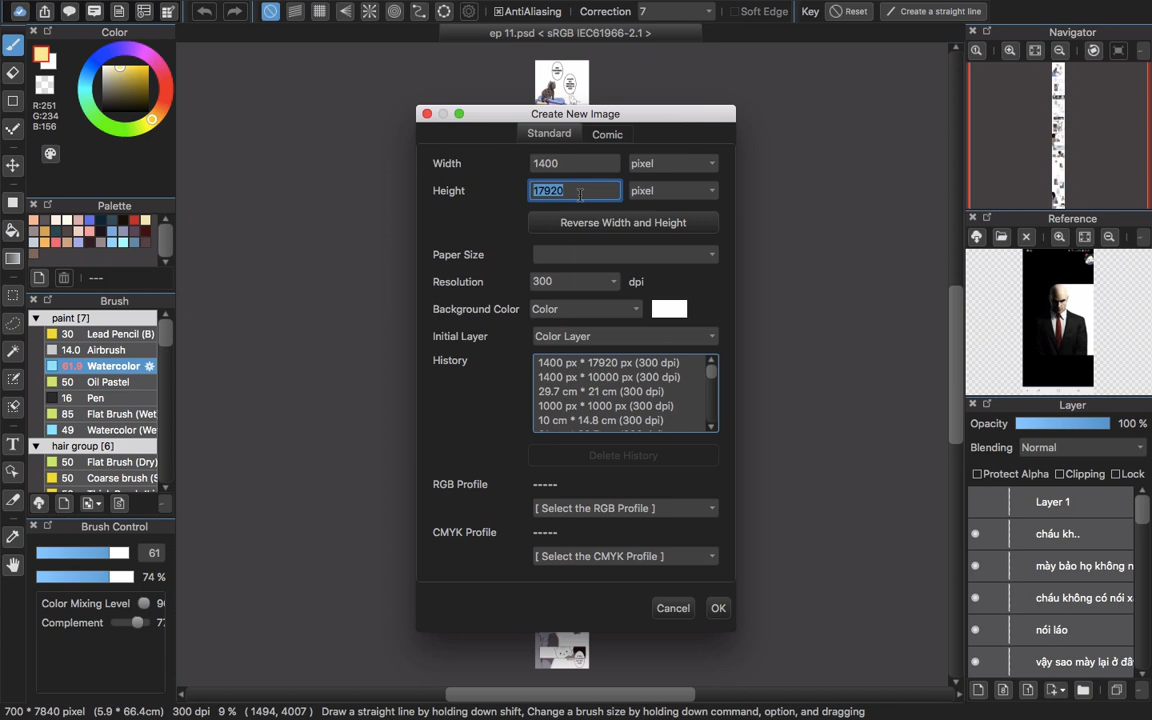 AntiAliasing
Correction 7
Soft Edge
Key
Reset
Create a straight line
ep 11.psd < sRGB IEC61966-2.1 >
Color
R:251
G:234
B:156
Palette
---
Brush
paint [7]
30 Lead Pencil (B)
14.0 Airbrush
61.9 Watercolor
50 Oil Pastel
16 Pen
85 Flat Brush (Wet
49 Watercolor (We
hair group [6]
50 Flat Brush (Dry)
50 Coarse brush (S
Brush Control
61
74 %
Color Mixing Level
Complement
Create New Image
Standard
Comic
Width 1400 pixel
Height 17920 pixel
Reverse Width and Height
Paper Size
Resolution 300 dpi
Background Color Color
Initial Layer Color Layer
History
1400 px * 17920 px (300 dpi)
1400 px * 10000 px (300 dpi)
29.7 cm * 21 cm (300 dpi)
1000 px * 1000 px (300 dpi)
10 cm * 14.8 cm (300 dpi)
Delete History
RGB Profile -----
[ Select the RGB Profile ]
CMYK Profile -----
[ Select the CMYK Profile ]
Cancel
OK
Navigator
Reference
Layer
Opacity 100 %
Blending Normal
Protect Alpha Clipping Lock
Layer 1
cháu kh..
mày bảo họ không n
cháu không có nói x
nói láo
vậy sao mày lại ở đâ
700 * 7840 pixel (5.9 * 66.4cm) 300 dpi 9 % ( 1494, 4007 ) Draw a straight line by holding down shift, Change a brush size by holding down command, option, and dragging